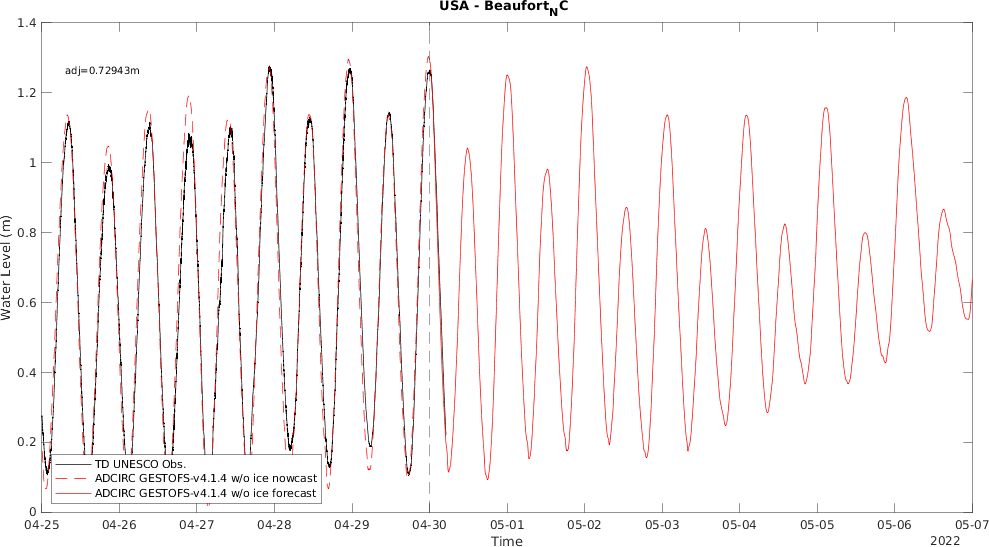 USA - Beaufort_NC
1.4
1.2
1
0.8
0.6
0.4
0.2
0
Water Level (m)
adj=0.72943m
TD UNESCO Obs.
ADCIRC GESTOFS-v4.1.4 w/o ice nowcast
ADCIRC GESTOFS-v4.1.4 w/o ice forecast
04-25 04-26 04-27 04-28 04-29 04-30 05-01 05-02 05-03 05-04 05-05 05-06 05-07
Time
2022